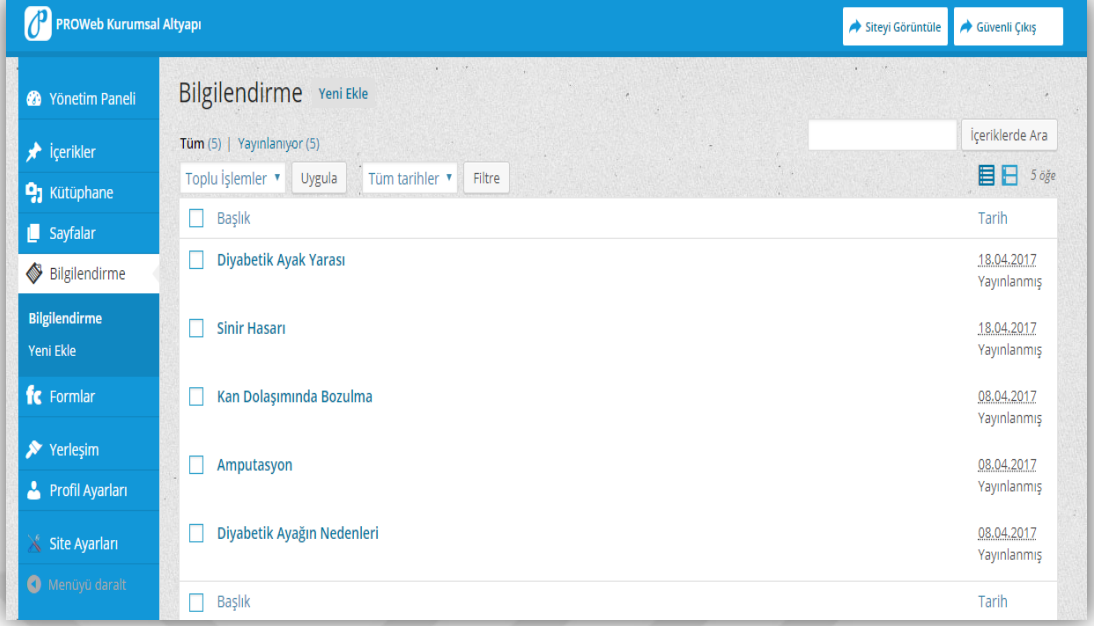 PROWeb Kurumsal Altyapı
Siteyi Görüntüle
Güvenli Çıkış
Yönetim Paneli
İçerikler
Kütüphane
Sayfalar
Bilgilendirme
Bilgilendirme
Yeni Ekle
Formlar
Yerleşim
Profil Ayarları
Site Ayarları
Menüyü daralt
Bilgilendirme Yeni Ekle
Tüm (5) | Yayınlanıyor (5)
İçeriklerde Ara
Toplu İşlemler Uygula Tüm tarihler Filtre
5 öğe
Başlık Tarih
Diyabetik Ayak Yarası 18.04.2017
Yayınlanmış
Sinir Hasarı 18.04.2017
Yayınlanmış
Kan Dolaşımında Bozulma 08.04.2017
Yayınlanmış
Amputasyon 08.04.2017
Yayınlanmış
Diyabetik Ayağın Nedenleri 08.04.2017
Yayınlanmış
Başlık Tarih